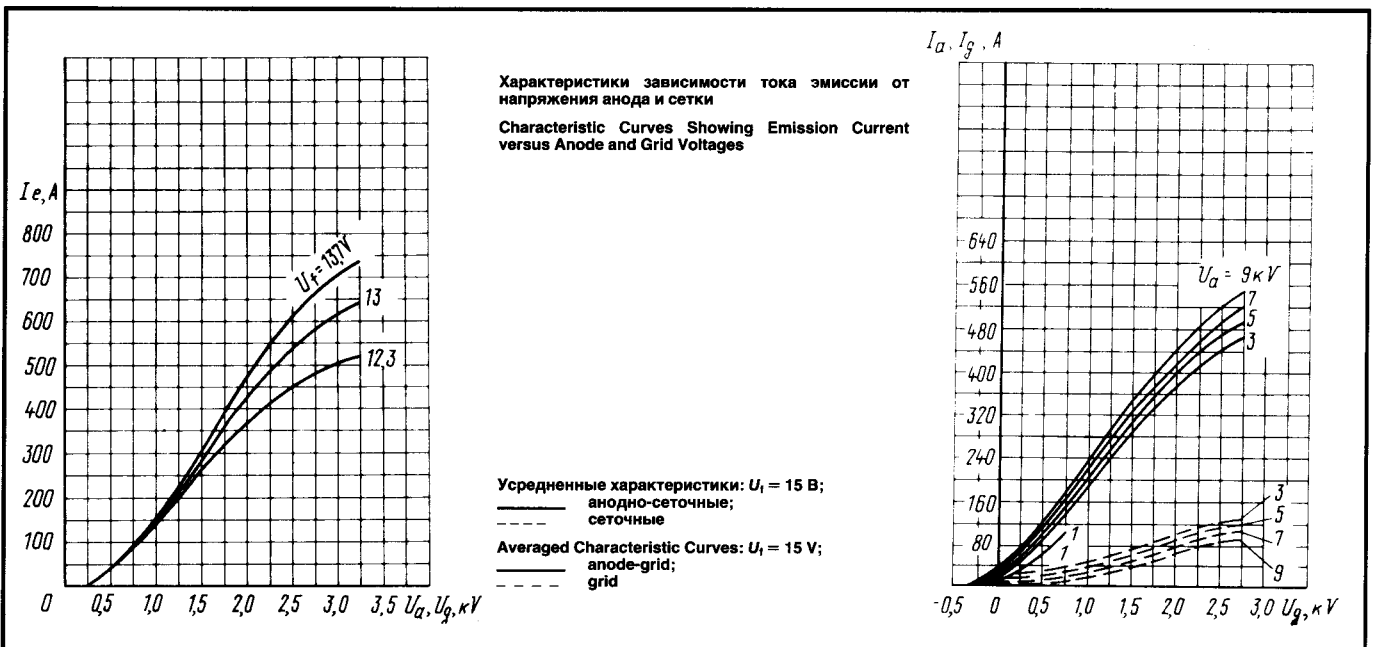 I e, A
800
700
600
500
400
300
200
100
0 0,5 1,0 1,5 2,0 2,5 3,0 3,5 Ua, Ug, кV
Uf = 13,7V
13
12,3
Характеристики зависимости тока эмиссии от
напряжения анода и сетки
Characteristic Curves Showing Emission Current
versus Anode and Grid Voltages
Усредненные характеристики: Uf = 15 В;
анодно-сеточные;
сеточные
Averaged Characteristic Curves: Uf = 15 V;
anode-grid;
grid
Ia, Ig, A
640
560
480
400
320
240
160
80
-0,5 0 0,5 1,0 1,5 2,0 2,5 3,0 Ug, кV
Ua = 9кV
7
5
3
1
1
3
5
7
9